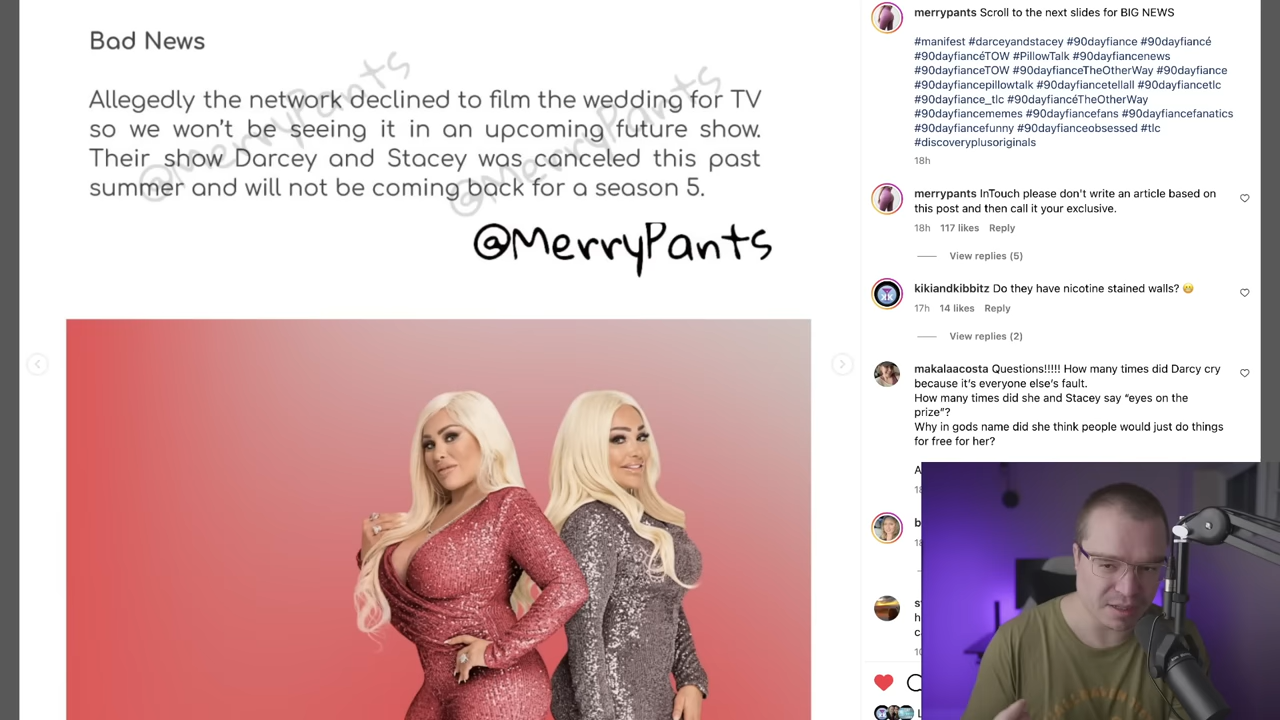 Bad News
Allegedly the network declined to film the wedding for TV
so we won't be seeing it in an upcoming future show.
Their show Darcey and Stacey was canceled this past
summer and will not be coming back for a season 5.
@MerryPants
@MerryPants
@MerryPants
merrypants Scroll to the next slides for BIG NEWS
#manifest #darceyandstacey #90dayfiance #90dayfiancé
#90dayfiancéTOW #PillowTalk #90dayfiancenews
#90dayfianceTOW #90dayfianceTheOtherWay #90dayfiance
#90dayfiancepillowtalk #90dayfiancetellall #90dayfiancetlc
#90dayfiance_tlc #90dayfiancéTheOtherWay
#90dayfiancememes #90dayfiancefans #90dayfiancefanatics
#90dayfiancefunny #90dayfianceobsessed #tlc
#discoveryplusoriginals
18h
merrypants InTouch please don't write an article based on
this post and then call it your exclusive.
18h 117 likes Reply
View replies (5)
kikiandkibbitz Do they have nicotine stained walls? 😬
17h 14 likes Reply
View replies (2)
makalaacosta Questions!!!!! How many times did Darcy cry
because it's everyone else's fault.
How many times did she and Stacey say “eyes on the
prize”?
Why in gods name did she think people would just do things
for free for her?